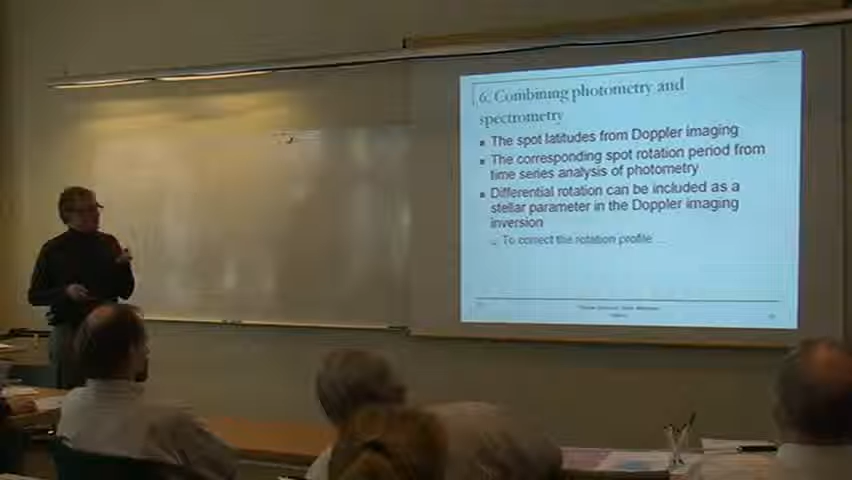 6. Combining photometry and
spectrometry
The spot latitudes from Doppler imaging
The corresponding spot rotation period from
time series analysis of photometry
Differential rotation can be included as a
stellar parameter in the Doppler imaging
inversion
To correct the rotation profile ...